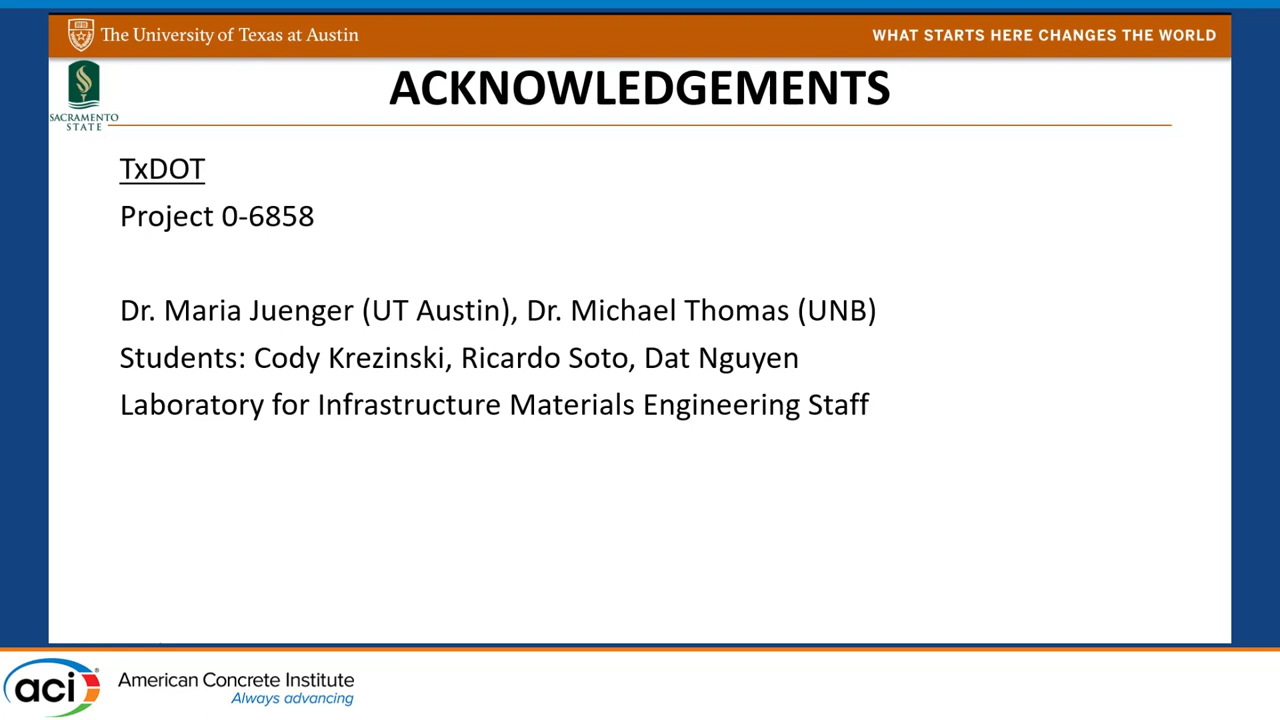 The University of Texas at Austin
WHAT STARTS HERE CHANGES THE WORLD
SACRAMENTO
STATE
ACKNOWLEDGEMENTS
TxDOT
Project 0-6858
Dr. Maria Juenger (UT Austin), Dr. Michael Thomas (UNB)
Students: Cody Krezinski, Ricardo Soto, Dat Nguyen
Laboratory for Infrastructure Materials Engineering Staff
aci®
American Concrete Institute
Always advancing